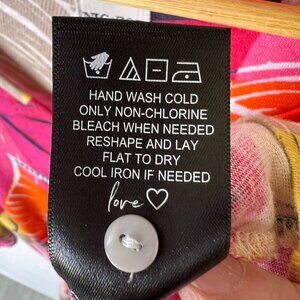 HAND WASH COLD
ONLY NON-CHLORINE
BLEACH WHEN NEEDED
RESHAPE AND LAY
FLAT TO DRY
COOL IRON IF NEEDED
love